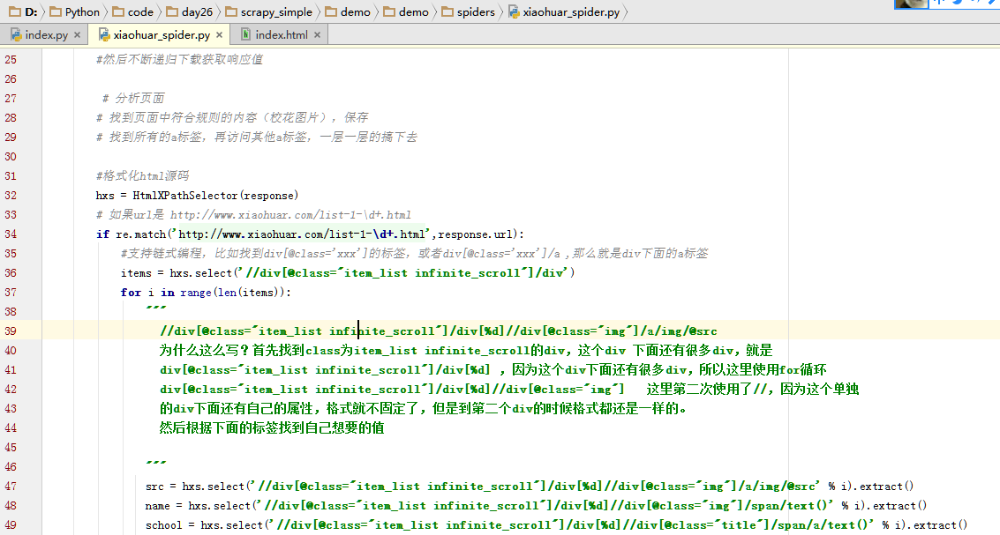 D: Python code day26 scrapy_simple demo demo spiders xiaohuar_spider.py
index.py × xiaohuar_spider.py × index.html ×
25 #然后不断递归下载获取响应值
26
27 # 分析页面
28 # 找到页面中符合规则的内容（校花图片），保存
29 # 找到所有的a标签，再访问其他a标签，一层一层的搞下去
30
31 #格式化html源码
32 hxs = HtmlXPathSelector(response)
33 # 如果url是 http://www.xiaohuar.com/list-1-\d+.html
34 if re.match('http://www.xiaohuar.com/list-1-\d+.html',response.url):
35 #支持链式编程，比如找到div[@class='xxx']的标签，或者div[@class='xxx']/a ,那么就是div下面的a标签
36 items = hxs.select('//div[@class="item_list infinite_scroll"]/div')
37 for i in range(len(items)):
38 """
39 //div[@class="item_list infinite_scroll"]/div[%d]//div[@class="img"]/a/img/@src
40 为什么这么写？首先找到class为item_list infinite_scroll的div，这个div 下面还有很多div，就是
41 div[@class="item_list infinite_scroll"]/div[%d] ，因为这个div下面还有很多div，所以这里使用for循环
42 div[@class="item_list infinite_scroll"]/div[%d]//div[@class="img"] 这里第二次使用了//，因为这个单独
43 的div下面还有自己的属性，格式就不固定了，但是到第二个div的时候格式都还是一样的。
44 然后根据下面的标签找到自己想要的值
45
46 """
47 src = hxs.select('//div[@class="item_list infinite_scroll"]/div[%d]//div[@class="img"]/a/img/@src' % i).extract()
48 name = hxs.select('//div[@class="item_list infinite_scroll"]/div[%d]//div[@class="img"]/span/text()' % i).extract()
49 school = hxs.select('//div[@class="item_list infinite_scroll"]/div[%d]//div[@class="title"]/span/a/text()' % i).extract()